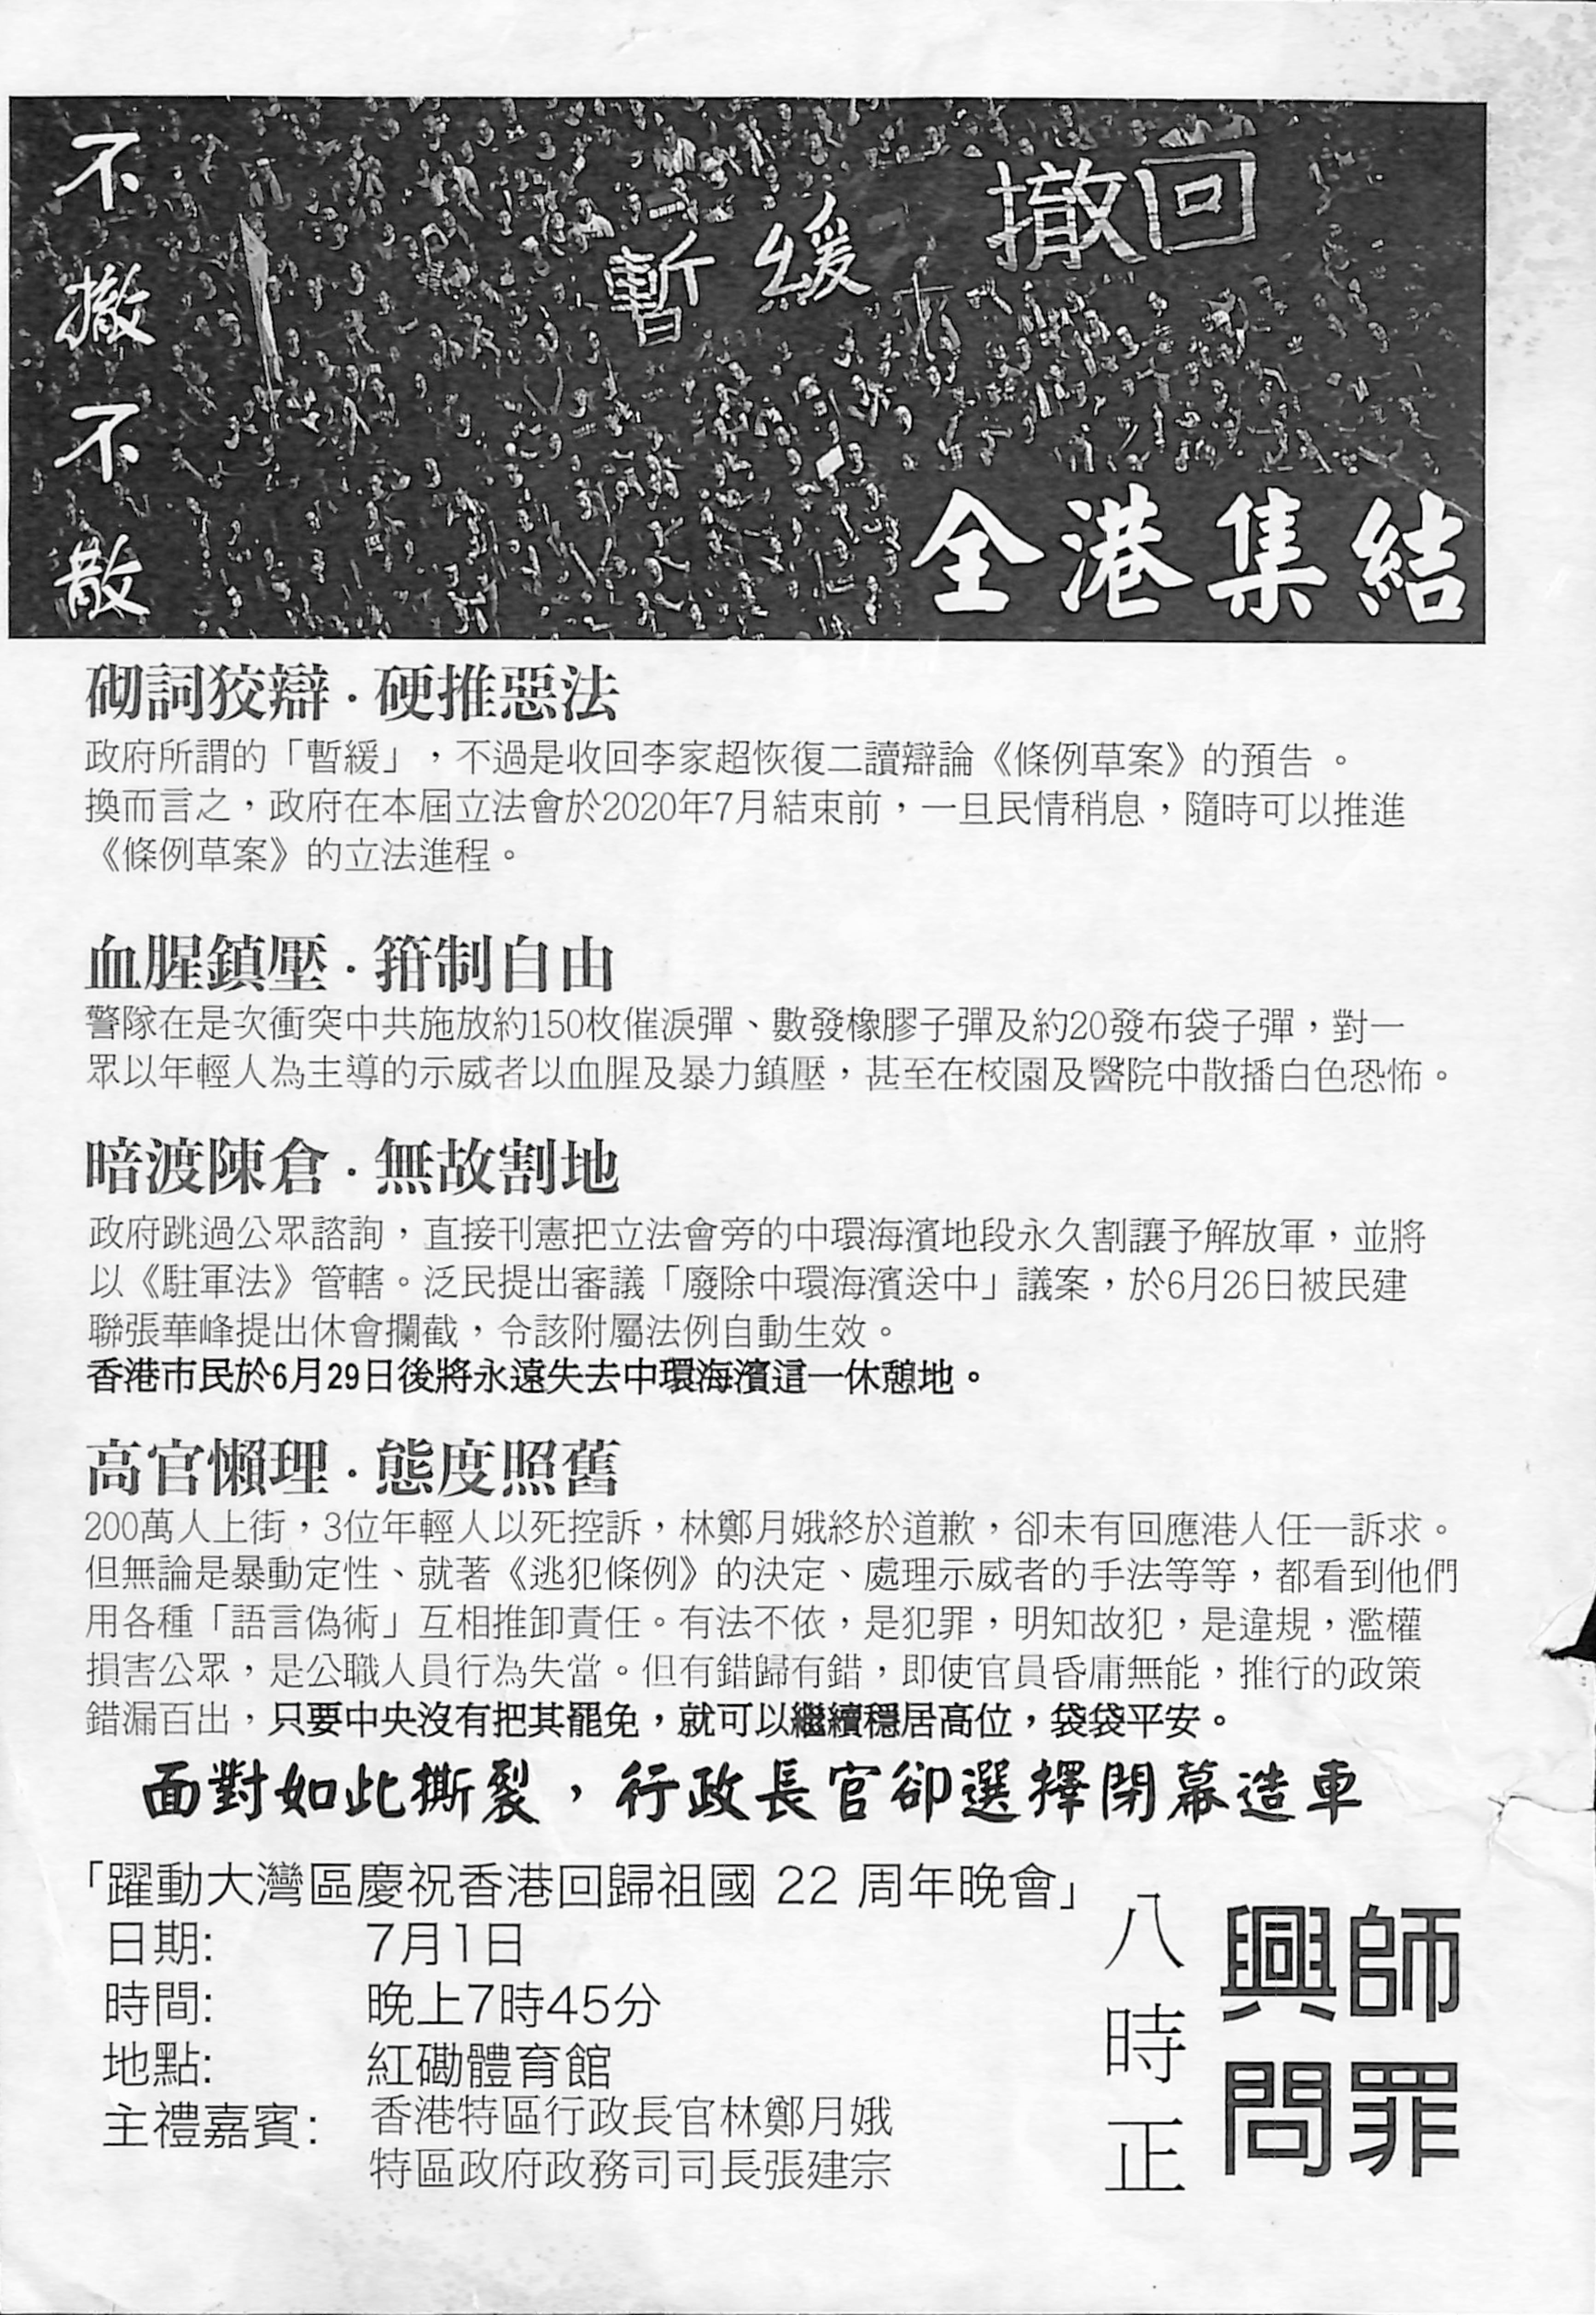 不撤不散
暫緩
撤回
全港集結
砌詞狡辯．硬推惡法
政府所謂的「暫緩」，不過是收回李家超恢復二讀辯論《條例草案》的預告。
換而言之，政府在本屆立法會於2020年7月結束前，一旦民情稍息，隨時可以推進
《條例草案》的立法進程。
血腥鎮壓．箝制自由
警隊在是次衝突中共施放約150枚催淚彈、數發橡膠子彈及約20發布袋子彈，對一
眾以年輕人為主導的示威者以血腥及暴力鎮壓，甚至在校園及醫院中散播白色恐怖。
暗渡陳倉．無故割地
政府跳過公眾諮詢，直接刊憲把立法會旁的中環海濱地段永久割讓予解放軍，並將
以《駐軍法》管轄。泛民提出審議「廢除中環海濱送中」議案，於6月26日被民建
聯張華峰提出休會攔截，令該附屬法例自動生效。
香港市民於6月29日後將永遠失去中環海濱這一休憩地。
高官懶理．態度照舊
200萬人上街，3位年輕人以死控訴，林鄭月娥終於道歉，卻未有回應港人任一訴求。
但無論是暴動定性、就著《逃犯條例》的決定、處理示威者的手法等等，都看到他們
用各種「語言偽術」互相推卸責任。有法不依，是犯罪，明知故犯，是違規，濫權
損害公眾，是公職人員行為失當。但有錯歸有錯，即使官員昏庸無能，推行的政策
錯漏百出，只要中央沒有把其罷免，就可以繼續穩居高位，袋袋平安。
面對如此撕裂，行政長官卻選擇閉幕造車
「躍動大灣區慶祝香港回歸祖國 22 周年晚會」
日期: 7月1日
時間: 晚上7時45分
地點: 紅磡體育館
主禮嘉賓: 香港特區行政長官林鄭月娥
特區政府政務司司長張建宗
八時正
興師
問罪